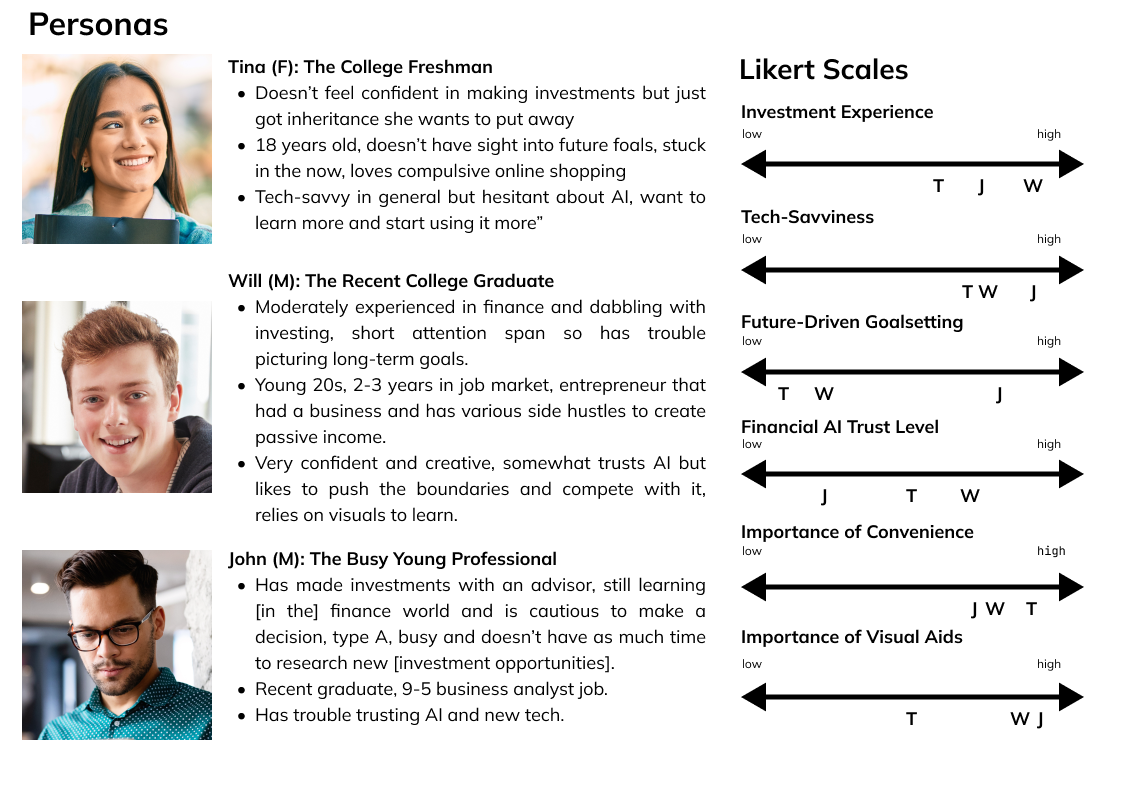 Personas
Tina (F): The College Freshman
• Doesn’t feel confident in making investments but just
got inheritance she wants to put away
• 18 years old, doesn’t have sight into future foals, stuck
in the now, loves compulsive online shopping
• Tech-savvy in general but hesitant about AI, want to
learn more and start using it more”
Will (M): The Recent College Graduate
• Moderately experienced in finance and dabbling with
investing, short attention span so has trouble
picturing long-term goals.
• Young 20s, 2-3 years in job market, entrepreneur that
had a business and has various side hustles to create
passive income.
• Very confident and creative, somewhat trusts AI but
likes to push the boundaries and compete with it,
relies on visuals to learn.
John (M): The Busy Young Professional
• Has made investments with an advisor, still learning
[in the] finance world and is cautious to make a
decision, type A, busy and doesn’t have as much time
to research new [investment opportunities].
• Recent graduate, 9-5 business analyst job.
• Has trouble trusting AI and new tech.
Likert Scales
Investment Experience
low high
T J W
Tech-Savviness
low high
T W J
Future-Driven Goalsetting
low high
T W J
Financial AI Trust Level
low high
J T W
Importance of Convenience
low high
J W T
Importance of Visual Aids
low high
T W J